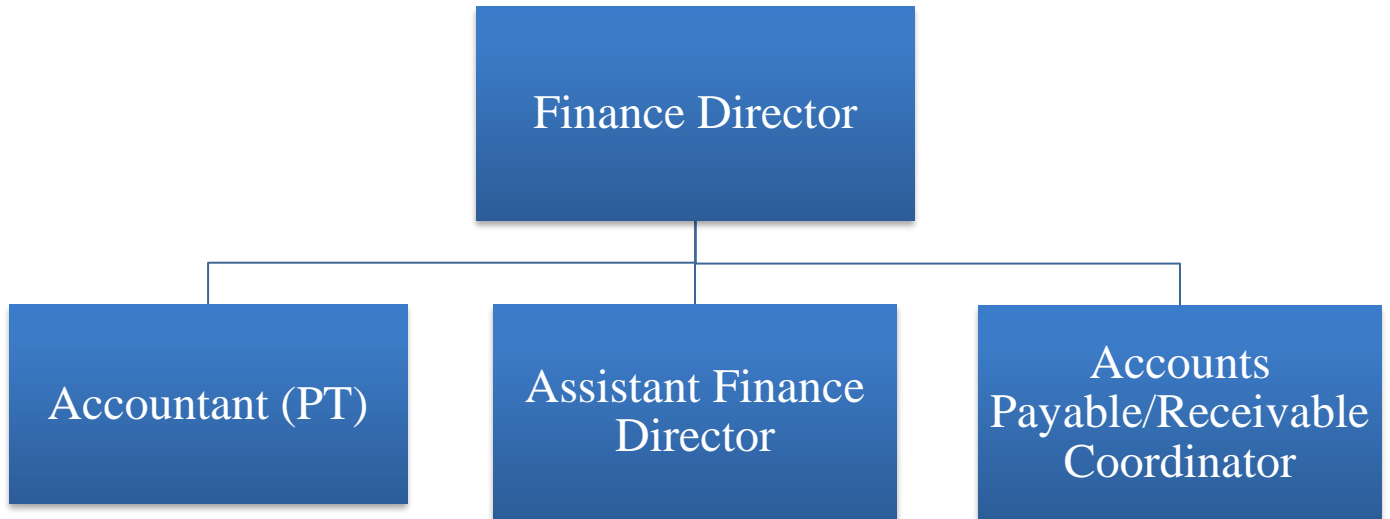 Finance Director
Accountant (PT)
Assistant Finance
Director
Accounts
Payable/Receivable
Coordinator